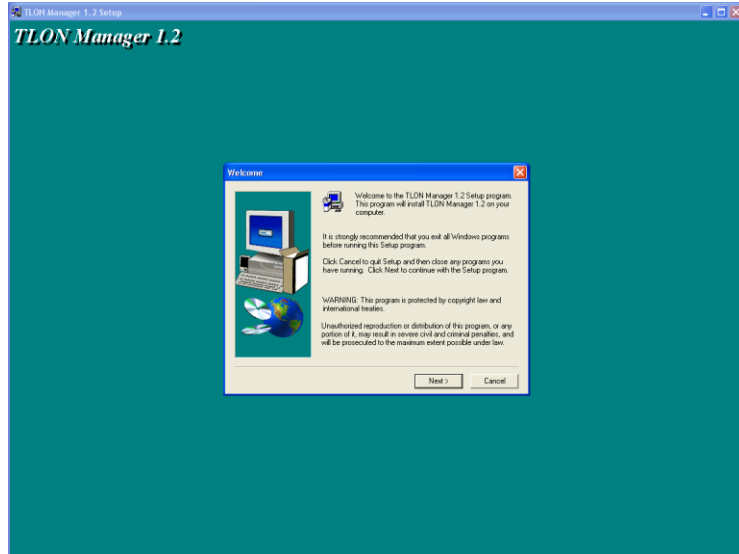 TLON Manager 1.2 Setup
TLON Manager 1.2
Welcome
Welcome to the TLON Manager 1.2 Setup program.
This program will install TLON Manager 1.2 on your
computer.
It is strongly recommended that you exit all Windows programs
before running this Setup program.
Click Cancel to quit Setup and then close any programs you
have running. Click Next to continue with the Setup program.
WARNING: This program is protected by copyright law and
international treaties.
Unauthorized reproduction or distribution of this program, or any
portion of it, may result in severe civil and criminal penalties, and
will be prosecuted to the maximum extent possible under law.
Next >
Cancel